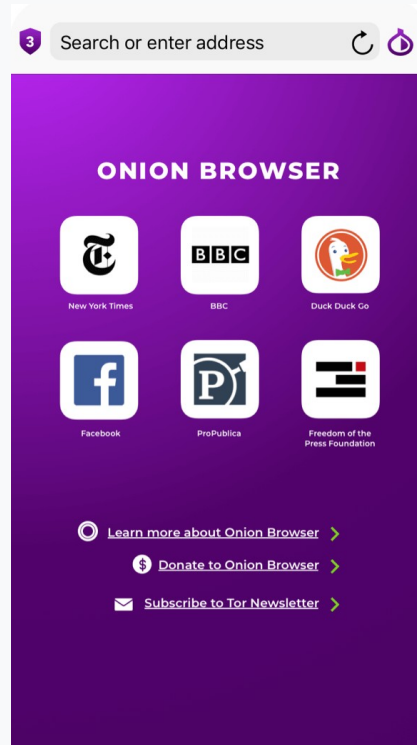 3 Search or enter address
ONION BROWSER
T BBC
New York Times BBC Duck Duck Go
f P
Facebook ProPublica Freedom of the
Press Foundation
Learn more about Onion Browser
$ Donate to Onion Browser
Subscribe to Tor Newsletter